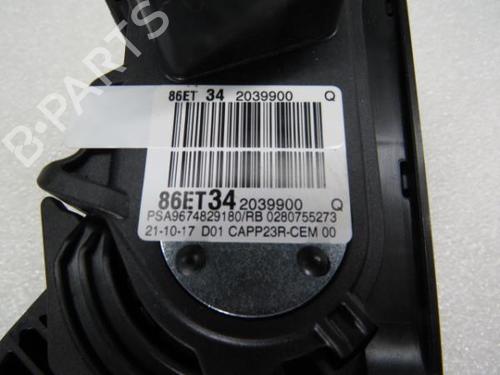 B-PARTS
86ET 34 2039900 Q
86ET34 2039900 Q
PSA9674829180/RB 0280755273
21-10-17 D01 CAPP23R-CEM 00